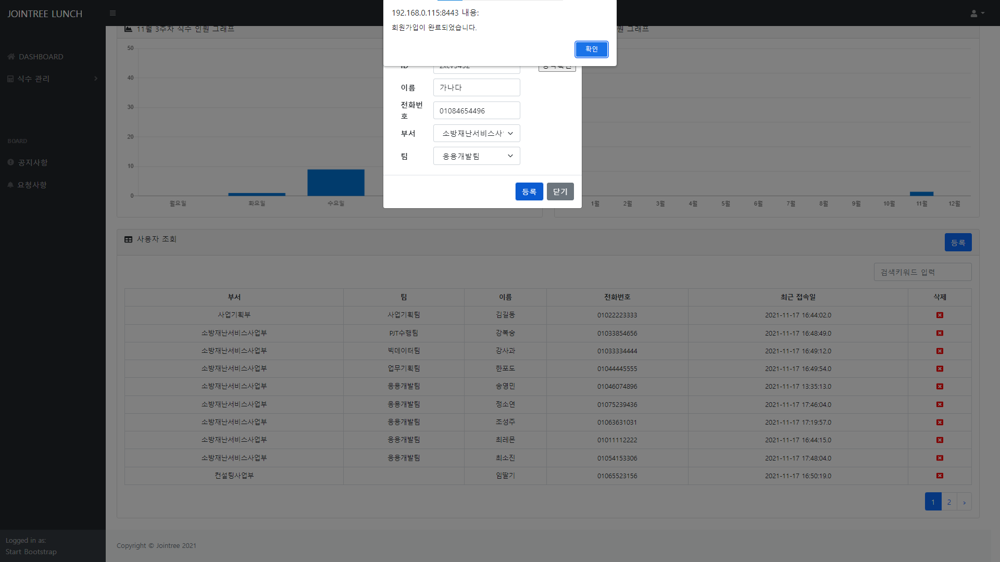 JOINTREE LUNCH
192.168.0.115:8443 내용:
회원가입이 완료되었습니다.
확인
DASHBOARD
식수 관리
BOARD
공지사항
요청사항
Logged in as:
Start Bootstrap
11월 3주차 식수 인원 그래프
원 그래프
50
40
30
20
10
0
월요일 화요일 수요일
1월 2월 3월 4월 5월 6월 7월 8월 9월 10월 11월 12월
ID zxcv9452 중복확인
이름 가나다
전화번
호
01084654496
부서 소방재난서비스사
팀 응용개발팀
등록 닫기
사용자 조회 등록
검색키워드 입력
부서 팀 이름 전화번호 최근 접속일 삭제
사업기획부 사업기획팀 김길동 01022223333 2021-11-17 16:44:02.0
소방재난서비스사업부 PJT수행팀 강복숭 01033854656 2021-11-17 16:48:49.0
소방재난서비스사업부 빅데이터팀 강사과 01033334444 2021-11-17 16:49:12.0
소방재난서비스사업부 업무기획팀 한포도 01044445555 2021-11-17 16:49:54.0
소방재난서비스사업부 응용개발팀 송영민 01046074896 2021-11-17 13:35:13.0
소방재난서비스사업부 응용개발팀 정소연 01075239436 2021-11-17 17:46:04.0
소방재난서비스사업부 응용개발팀 조성주 01063631031 2021-11-17 17:19:57.0
소방재난서비스사업부 응용개발팀 최레몬 01011112222 2021-11-17 16:44:15.0
소방재난서비스사업부 응용개발팀 최소진 01054153306 2021-11-17 17:48:04.0
컨설팅사업부 임딸기 01065523156 2021-11-17 16:50:19.0
1 2 ›
Copyright © Jointree 2021